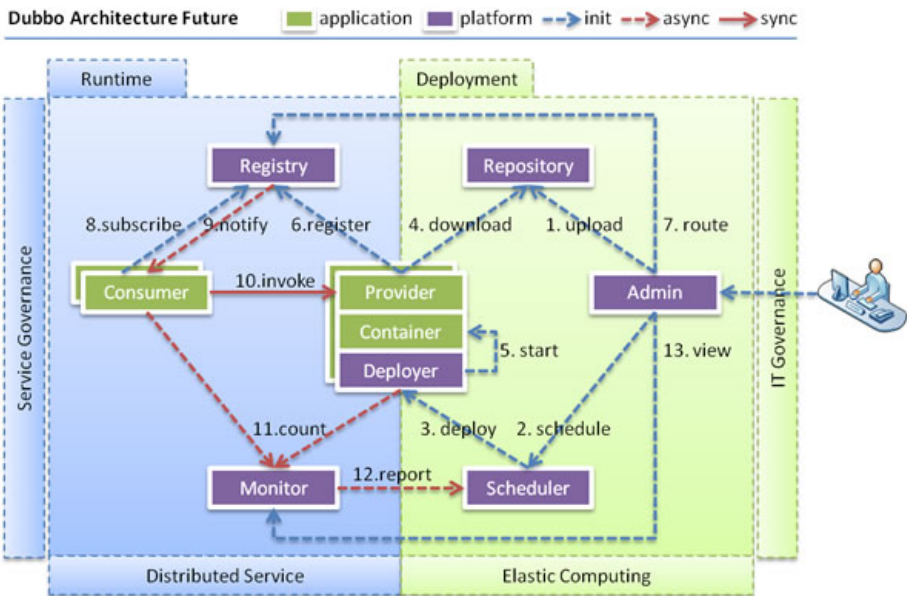 Dubbo Architecture Future
application
platform
init
async
sync
Runtime
Deployment
Service Governance
IT Governance
Registry
Repository
8.subscribe
9.notify
6.register
4. download
1. upload
7. route
Consumer
10.invoke
Provider
Container
Deployer
Admin
5. start
13. view
11.count
3. deploy
2. schedule
Monitor
12.report
Scheduler
Distributed Service
Elastic Computing